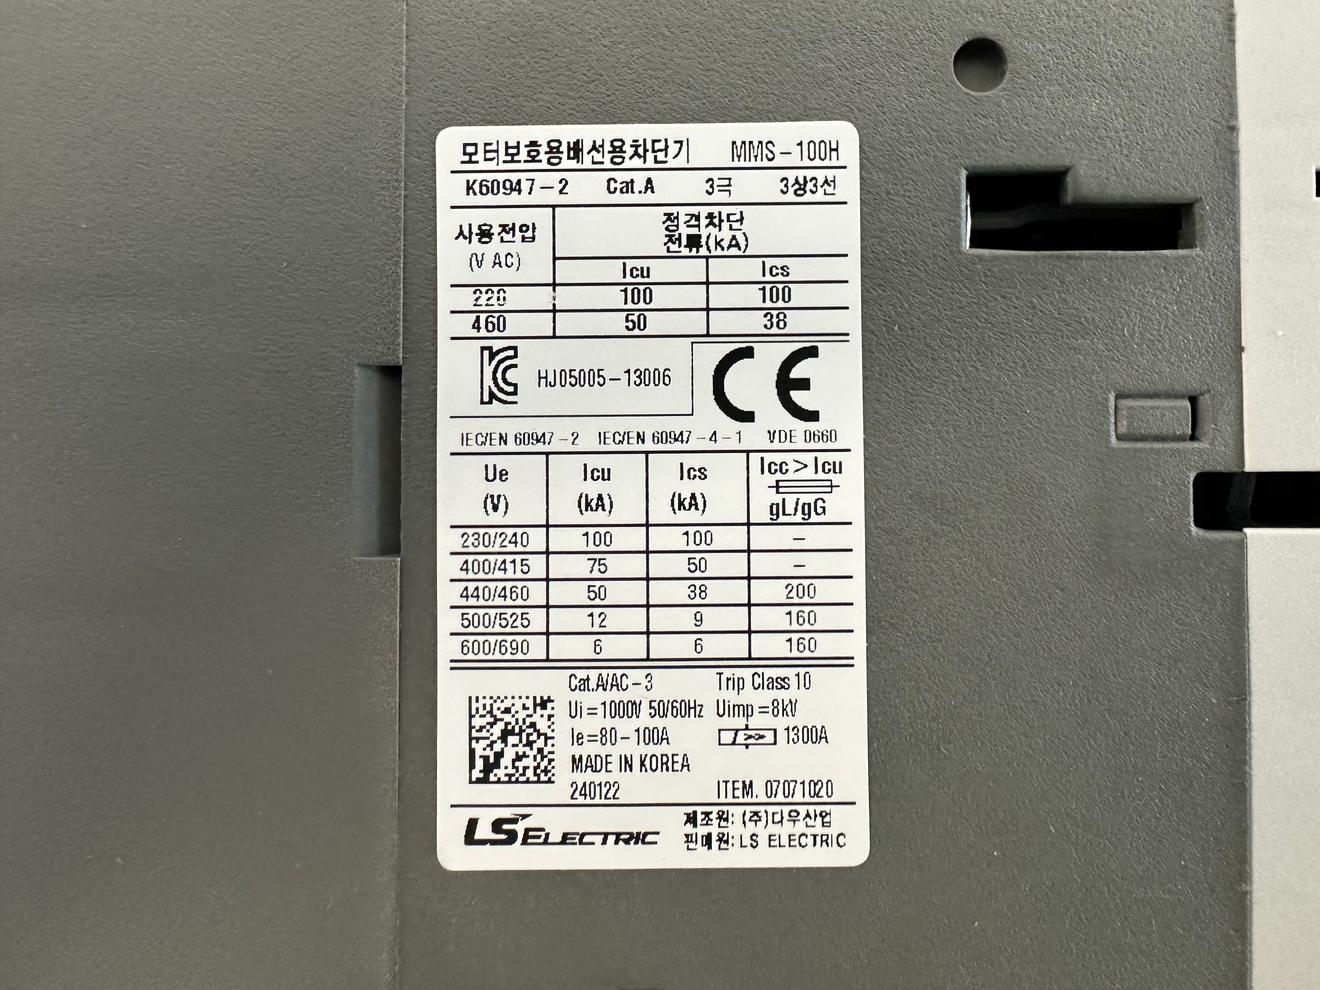 모터보호용배선용차단기 MMS-100H
K60947-2 Cat.A 3극 3상3선
사용전압 (V AC) 정격차단 전류(kA)
Icu Ics
220 100 100
460 50 38
HJ05005-13006 CE
IEC/EN 60947-2 IEC/EN 60947-4-1 VDE 0660
Ue (V) Icu (kA) Ics (kA) Icc>Icu gL/gG
230/240 100 100 -
400/415 75 50 -
440/460 50 38 200
500/525 12 9 160
600/690 6 6 160
Cat.A/AC-3 Trip Class 10
Ui=1000V 50/60Hz Uimp=8kV
Ie=80-100A I>> 1300A
MADE IN KOREA
240122 ITEM. 07071020
LS ELECTRIC 제조원: (주)다우산업
판매원: LS ELECTRIC